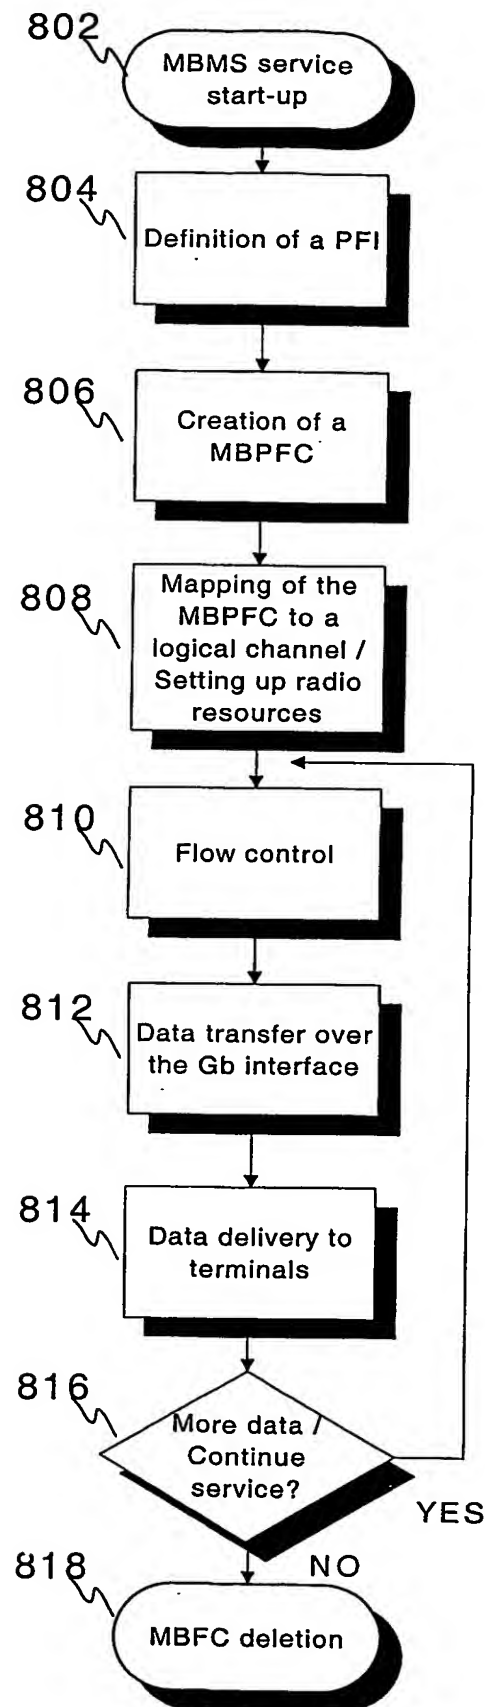 802
MBMS service
start-up
804
Definition of a PFI
806
Creation of a
MBPFC
808
Mapping of the
MBPFC to a
logical channel /
Setting up radio
resources
810
Flow control
812
Data transfer over
the Gb interface
814
Data delivery to
terminals
816
More data /
Continue
service?
YES
NO
818
MBFC deletion